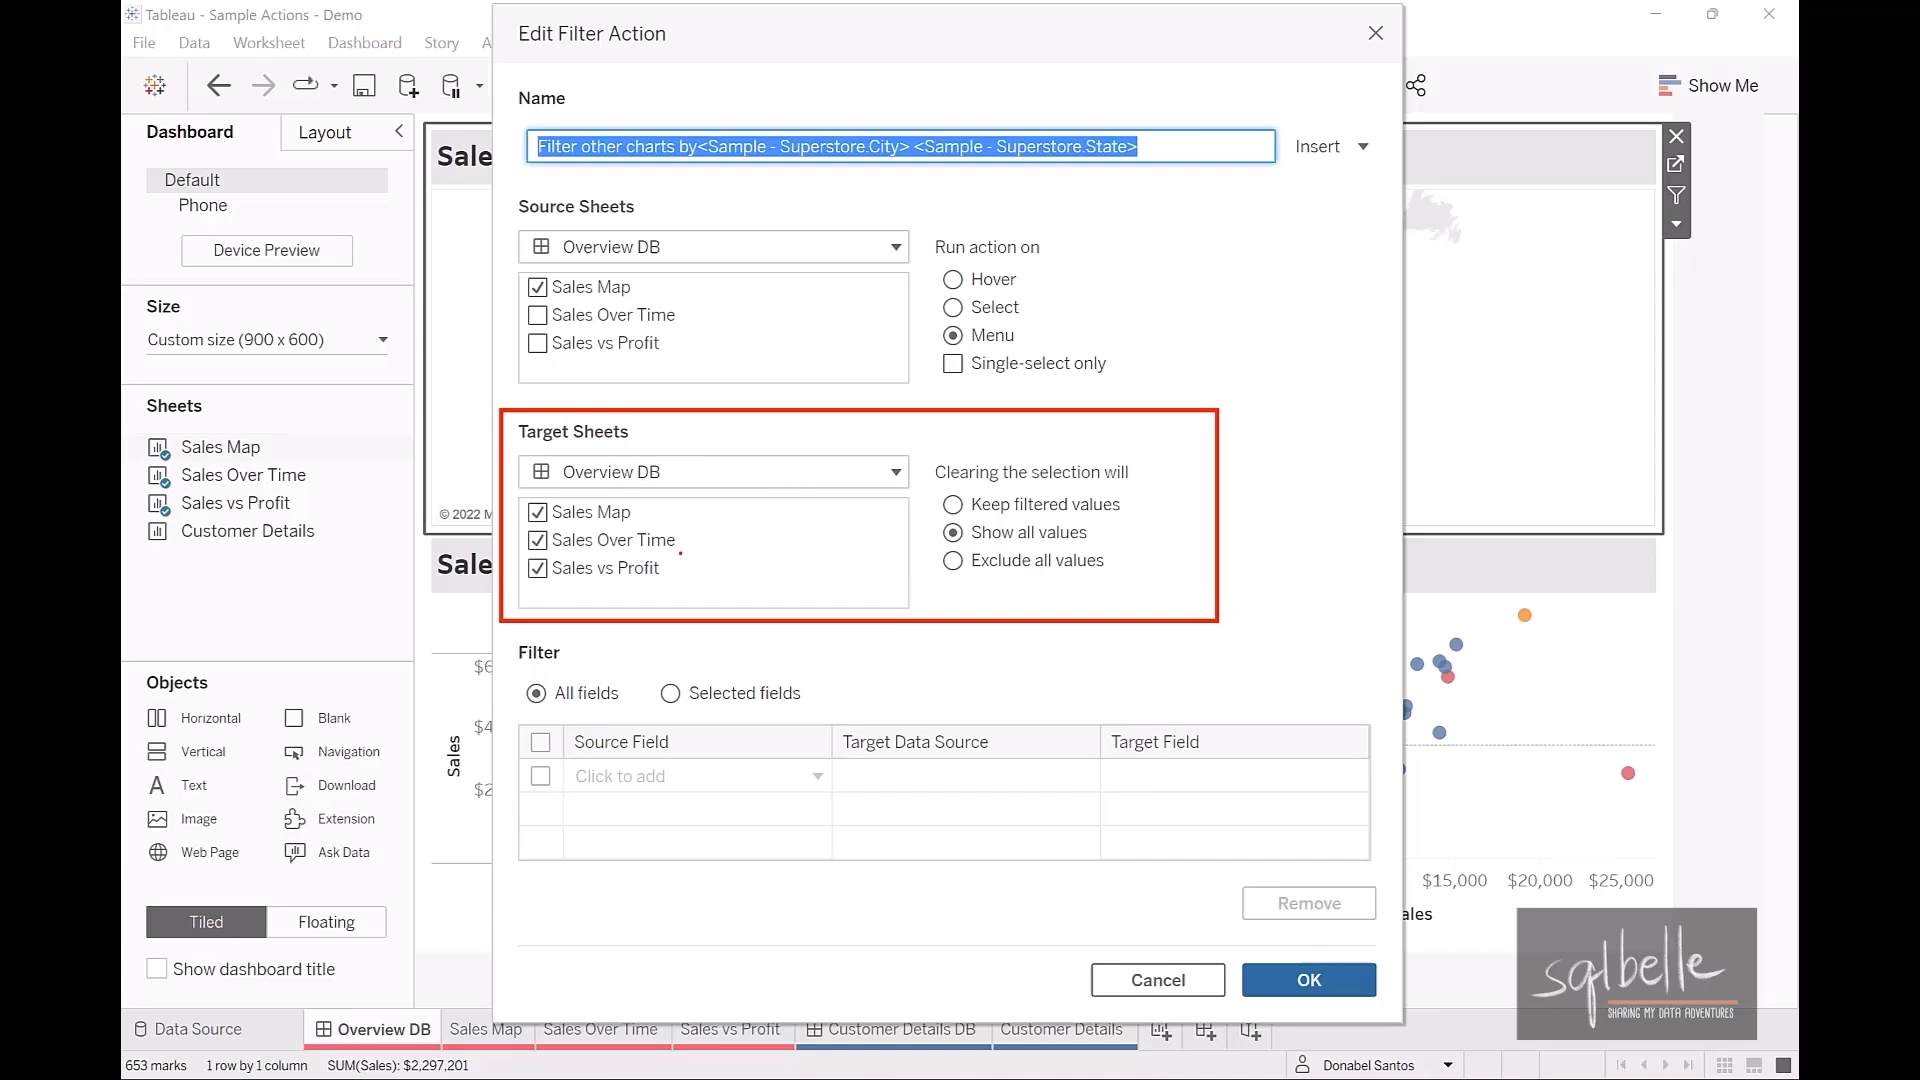 Tableau - Sample Actions - Demo
File Data Worksheet Dashboard Story A
Show Me
Dashboard Layout
Default
Phone
Device Preview
Size
Custom size (900 x 600)
Sheets
Sales Map
Sales Over Time
Sales vs Profit
Customer Details
Objects
Horizontal Blank
Vertical Navigation
Text Download
Image Extension
Web Page Ask Data
Tiled Floating
Show dashboard title
Sale
© 2022 M
Sale
Sales
$6
$4
$2
Edit Filter Action
Name
Filter other charts by<Sample - Superstore.City> <Sample - Superstore.State>
Insert
Source Sheets
Overview DB
Sales Map
Sales Over Time
Sales vs Profit
Run action on
Hover
Select
Menu
Single-select only
Target Sheets
Overview DB
Sales Map
Sales Over Time
Sales vs Profit
Clearing the selection will
Keep filtered values
Show all values
Exclude all values
Filter
All fields Selected fields
Source Field Target Data Source Target Field
Click to add
Remove
Cancel OK
$15,000 $20,000 $25,000
ales
sqlbelle
SHARING MY DATA ADVENTURES
Data Source Overview DB Sales Map Sales Over Time Sales vs Profit Customer Details DB Customer Details
653 marks 1 row by 1 column SUM(Sales): $2,297,201 Donabel Santos